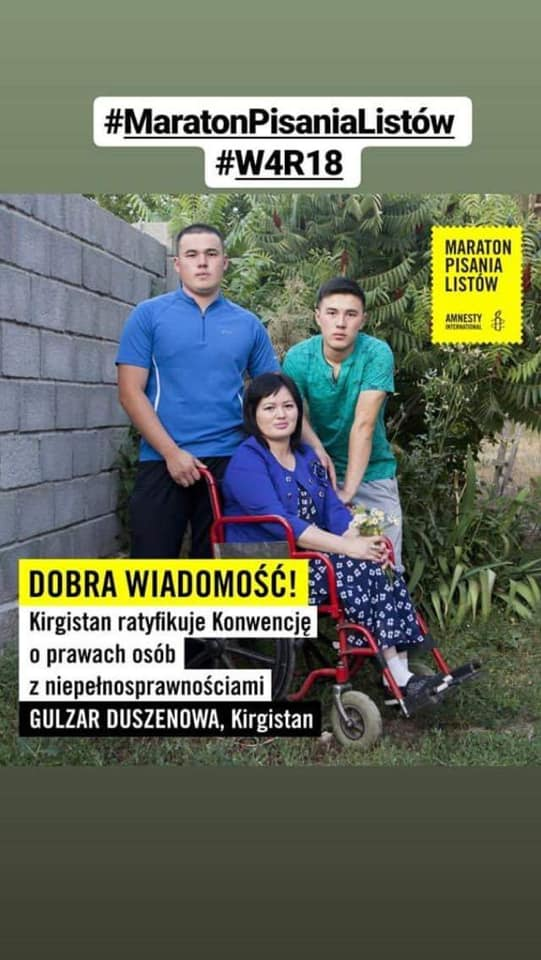 #MaratonPisaniaListów
#W4R18
MARATON
PISANIA
LISTÓW
AMNESTY
INTERNATIONAL
DOBRA WIADOMOŚĆ!
Kirgistan ratyfikuje Konwencję
o prawach osób
z niepełnosprawnościami
GULZAR DUSZENOWA, Kirgistan